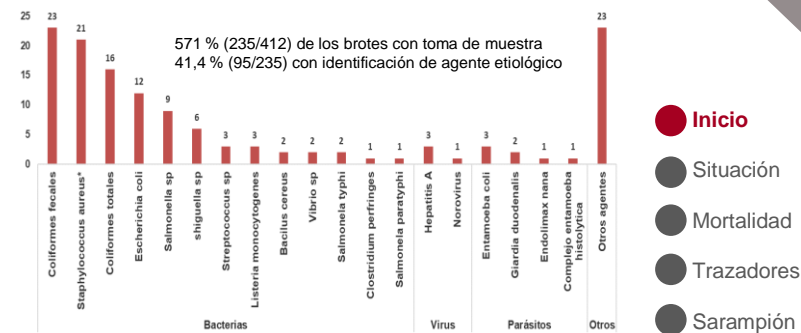 25
20
15
10
5
0
571 % (235/412) de los brotes con toma de muestra
41,4 % (95/235) con identificación de agente etiológico
23
21
16
12
9
6
3
3
2
2
2
1
1
3
1
3
2
1
1
23
Coliformes fecales
Staphylococcus aureus*
Coliformes totales
Escherichia coli
Salmonella sp
shiguella sp
Streptococcus sp
Listeria monocytogenes
Bacilus cereus
Vibrio sp
Salmonela typhi
Clostridium perfringes
Salmonela paratyphi
Hepatitis A
Norovirus
Entamoeba coli
Giardia duodenalis
Endolimax nana
Complejo entamoeba
histolytica
Otros agentes
Bacterias
Virus
Parásitos
Otros
Inicio
Situación
Mortalidad
Trazadores
Sarampión